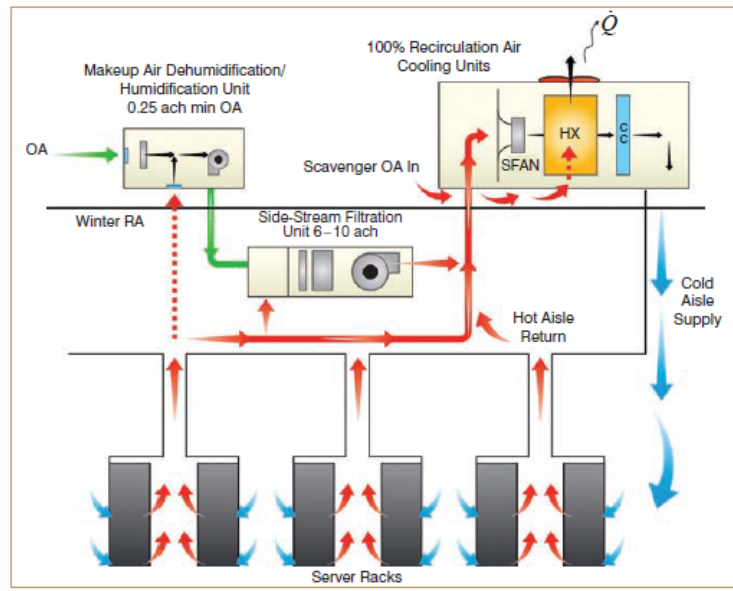 Q̇
100% Recirculation Air
Cooling Units
Makeup Air Dehumidification/
Humidification Unit
0.25 ach min OA
OA
HX
CC
SFAN
Scavenger OA In
Winter RA
Side-Stream Filtration
Unit 6–10 ach
Cold
Aisle
Supply
Hot Aisle
Return
Server Racks